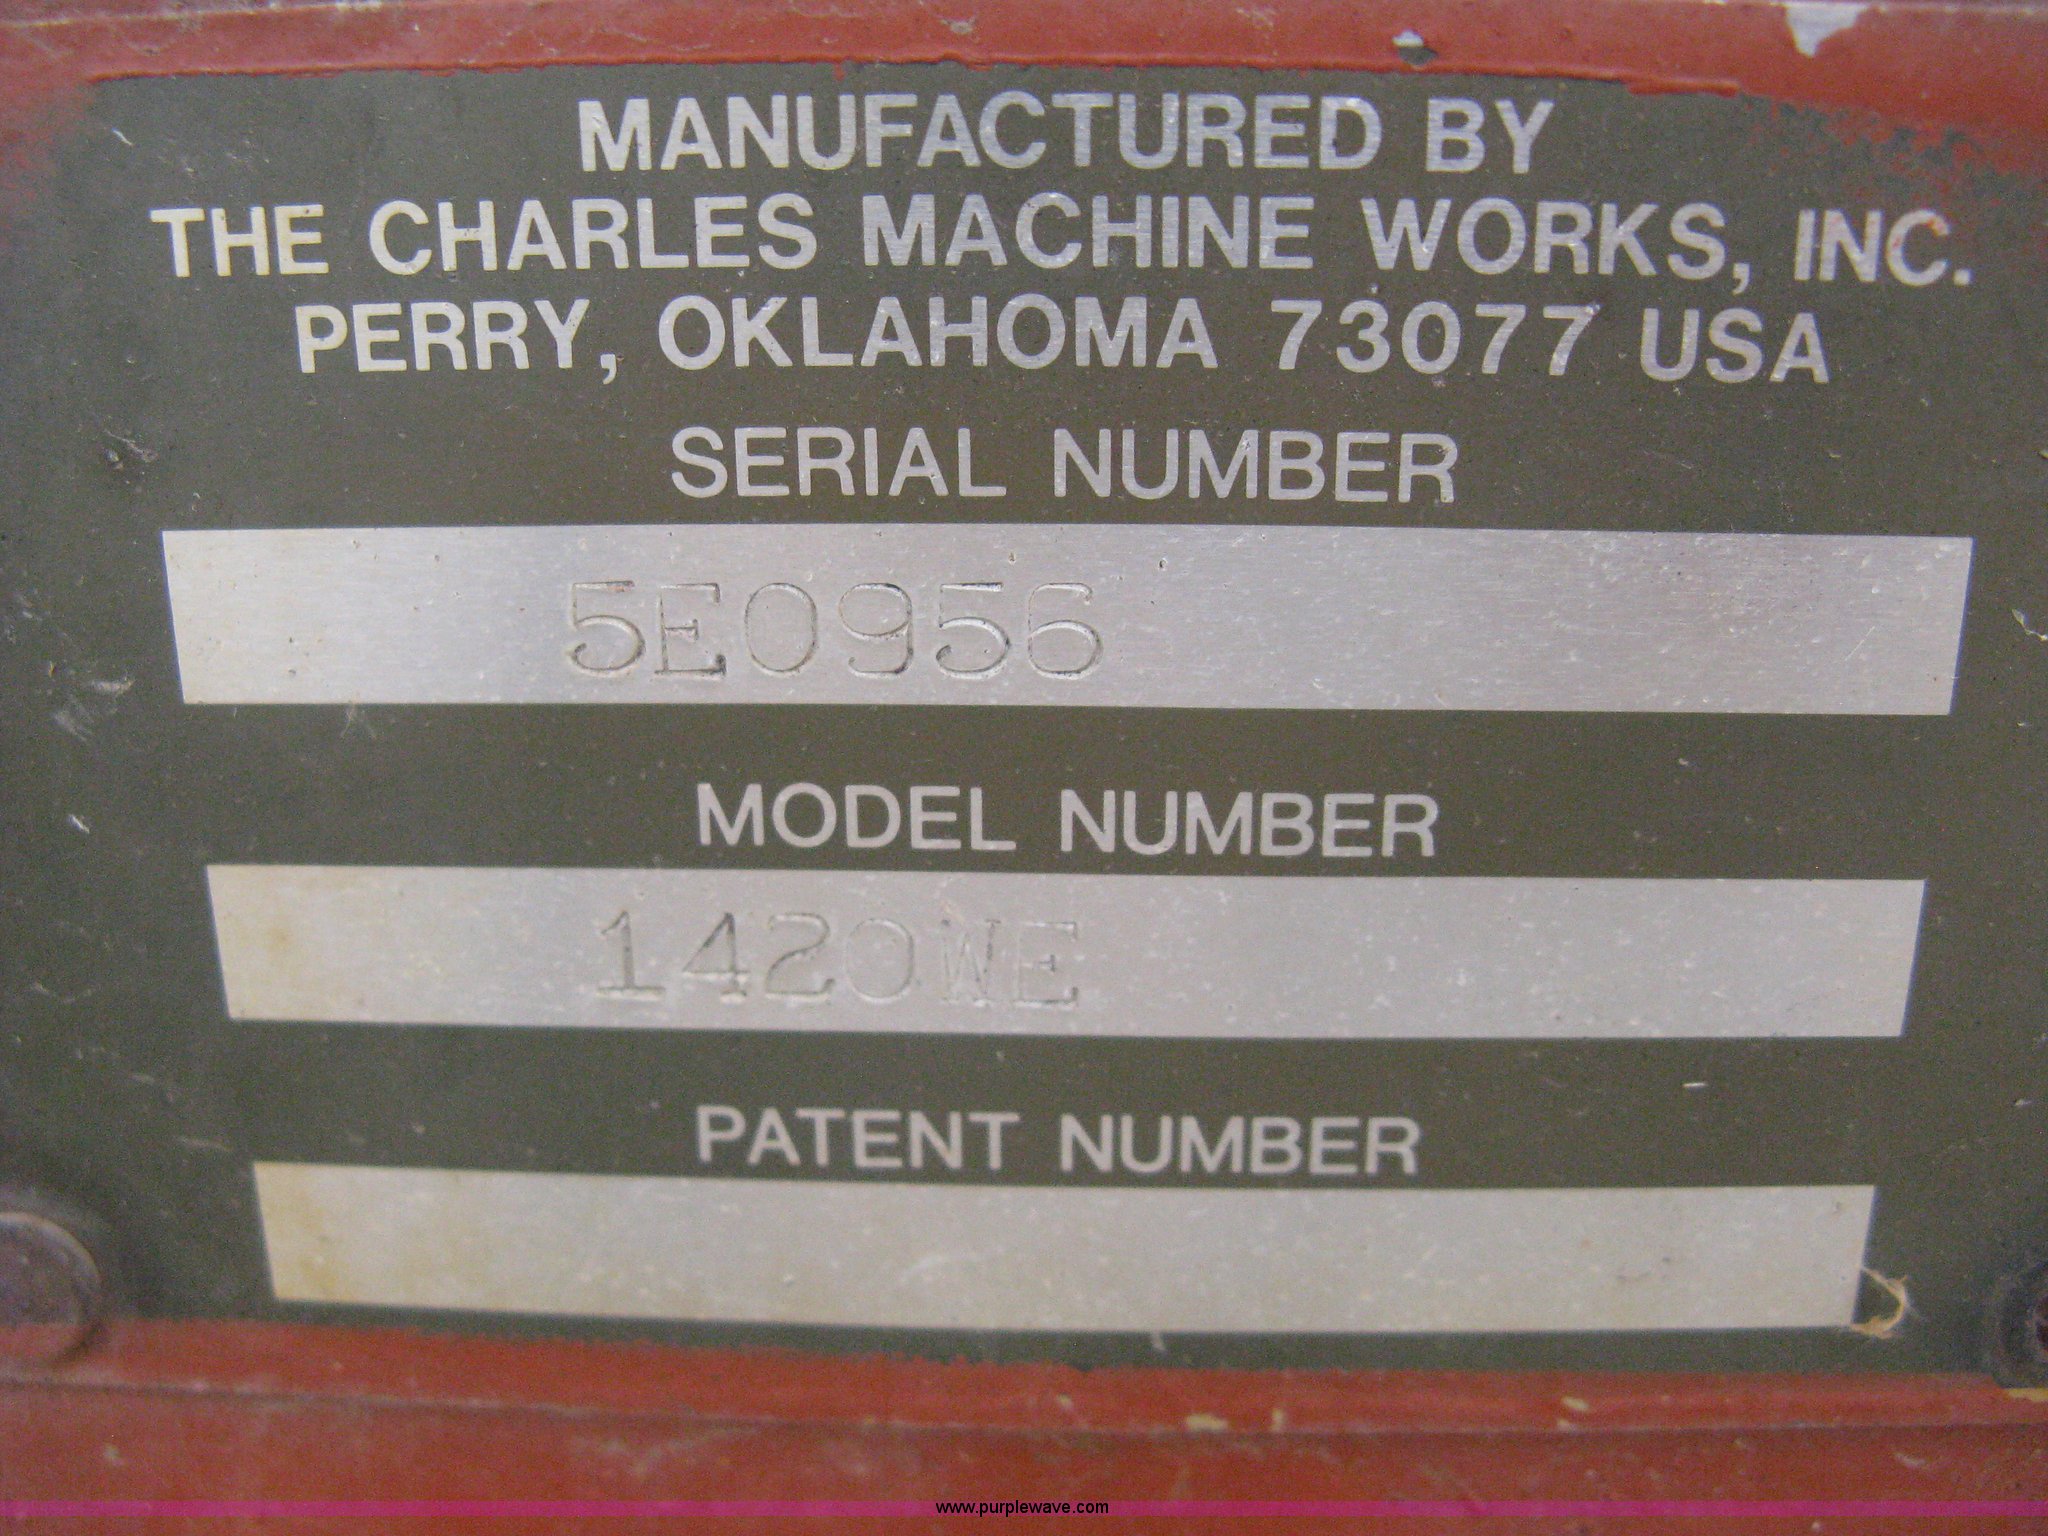 MANUFACTURED BY
THE CHARLES MACHINE WORKS, INC.
PERRY, OKLAHOMA 73077 USA
SERIAL NUMBER
5E0956
MODEL NUMBER
1420WE
PATENT NUMBER
www.purplewave.com